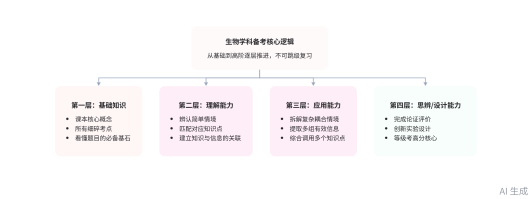 生物学科备考核心逻辑
从基础到高阶逐层推进，不可跳级复习
第一层：基础知识
课本核心概念
所有细碎考点
看懂题目的必备基石
第二层：理解能力
辨认简单情境
匹配对应知识点
建立知识与信息的关联
第三层：应用能力
拆解复杂耦合情境
提取多组有效信息
综合调用多个知识点
第四层：思辨/设计能力
完成论证评价
创新实验设计
等级考高分核心
AI 生成